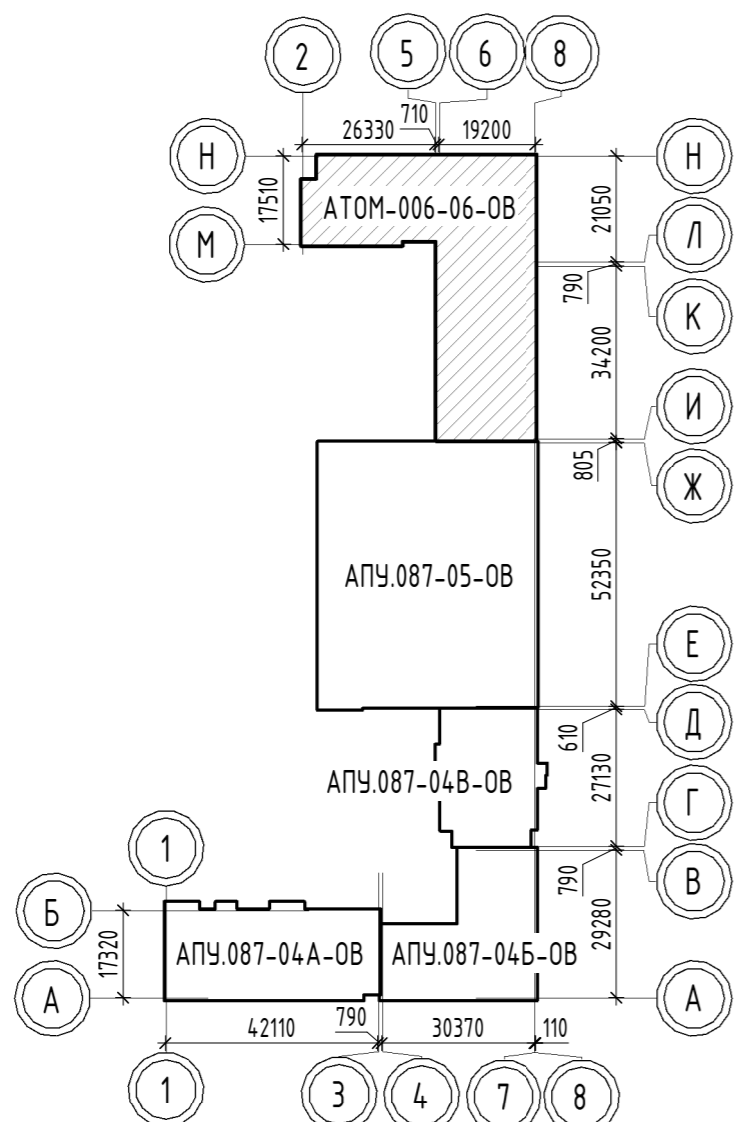 2 5 6 8
710
26330 19200
Н Н
17510 21050
АТОМ-006-06-ОВ
М Л
790
К
34200
И
805
Ж
52350
АПУ.087-05-ОВ
Е
610
Д
27130
АПУ.087-04В-ОВ
Г
1
790
В
Б
29280
17320
АПУ.087-04А-ОВ АПУ.087-04Б-ОВ
А А
42110 790 30370 110
1 3 4 7 8